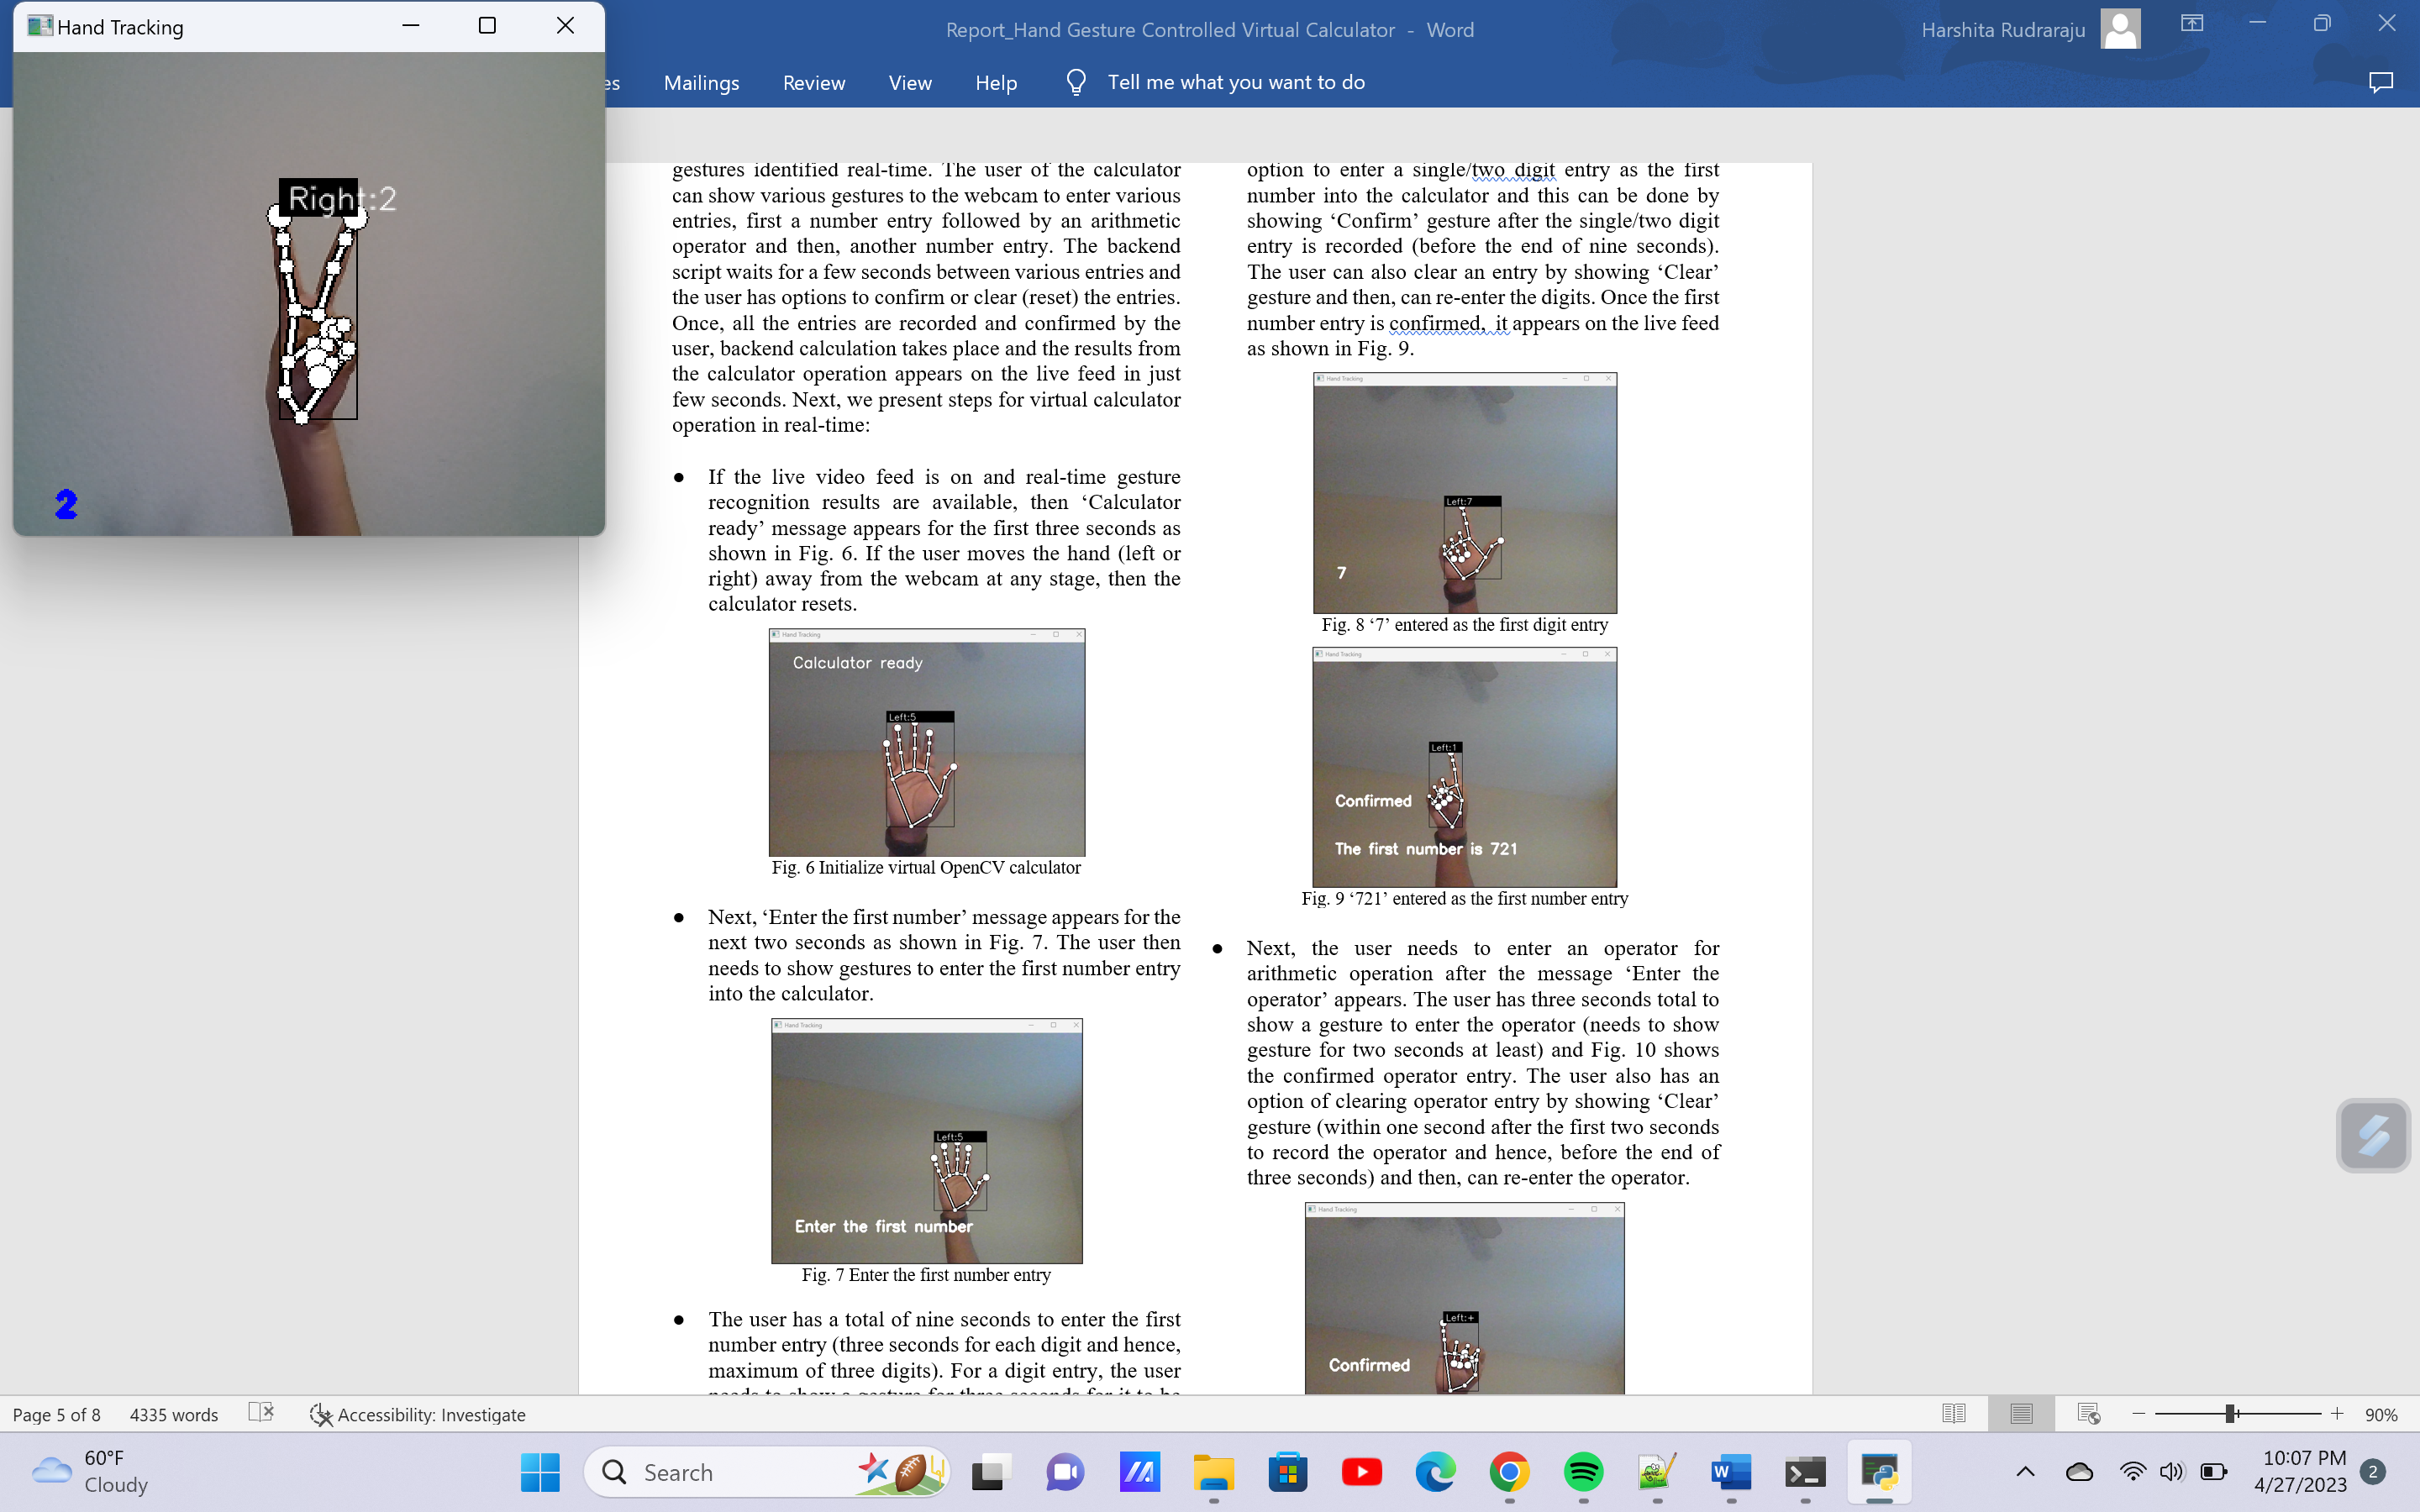 Hand Tracking
Report_Hand Gesture Controlled Virtual Calculator - Word
Harshita Rudraraju
es
Mailings
Review
View
Help
Tell me what you want to do
Right:2
2
gestures identified real-time. The user of the calculator
can show various gestures to the webcam to enter various
entries, first a number entry followed by an arithmetic
operator and then, another number entry. The backend
script waits for a few seconds between various entries and
the user has options to confirm or clear (reset) the entries.
Once, all the entries are recorded and confirmed by the
user, backend calculation takes place and the results from
the calculator operation appears on the live feed in just
few seconds. Next, we present steps for virtual calculator
operation in real-time:
● If the live video feed is on and real-time gesture
recognition results are available, then ‘Calculator
ready’ message appears for the first three seconds as
shown in Fig. 6. If the user moves the hand (left or
right) away from the webcam at any stage, then the
calculator resets.
Hand Tracking
Calculator ready
Left:5
Fig. 6 Initialize virtual OpenCV calculator
● Next, ‘Enter the first number’ message appears for the
next two seconds as shown in Fig. 7. The user then
needs to show gestures to enter the first number entry
into the calculator.
Hand Tracking
Left:5
Enter the first number
Fig. 7 Enter the first number entry
● The user has a total of nine seconds to enter the first
number entry (three seconds for each digit and hence,
maximum of three digits). For a digit entry, the user
needs to show a gesture for three seconds for it to be
option to enter a single/two digit entry as the first
number into the calculator and this can be done by
showing ‘Confirm’ gesture after the single/two digit
entry is recorded (before the end of nine seconds).
The user can also clear an entry by showing ‘Clear’
gesture and then, can re-enter the digits. Once the first
number entry is confirmed, it appears on the live feed
as shown in Fig. 9.
Hand Tracking
Left:7
7
Fig. 8 ‘7’ entered as the first digit entry
Hand Tracking
Left:1
Confirmed
The first number is 721
Fig. 9 ‘721’ entered as the first number entry
● Next, the user needs to enter an operator for
arithmetic operation after the message ‘Enter the
operator’ appears. The user has three seconds total to
show a gesture to enter the operator (needs to show
gesture for two seconds at least) and Fig. 10 shows
the confirmed operator entry. The user also has an
option of clearing operator entry by showing ‘Clear’
gesture (within one second after the first two seconds
to record the operator and hence, before the end of
three seconds) and then, can re-enter the operator.
Hand Tracking
Left:+
Confirmed
Page 5 of 8
4335 words
Accessibility: Investigate
90%
60°F
Cloudy
Search
10:07 PM
4/27/2023
2